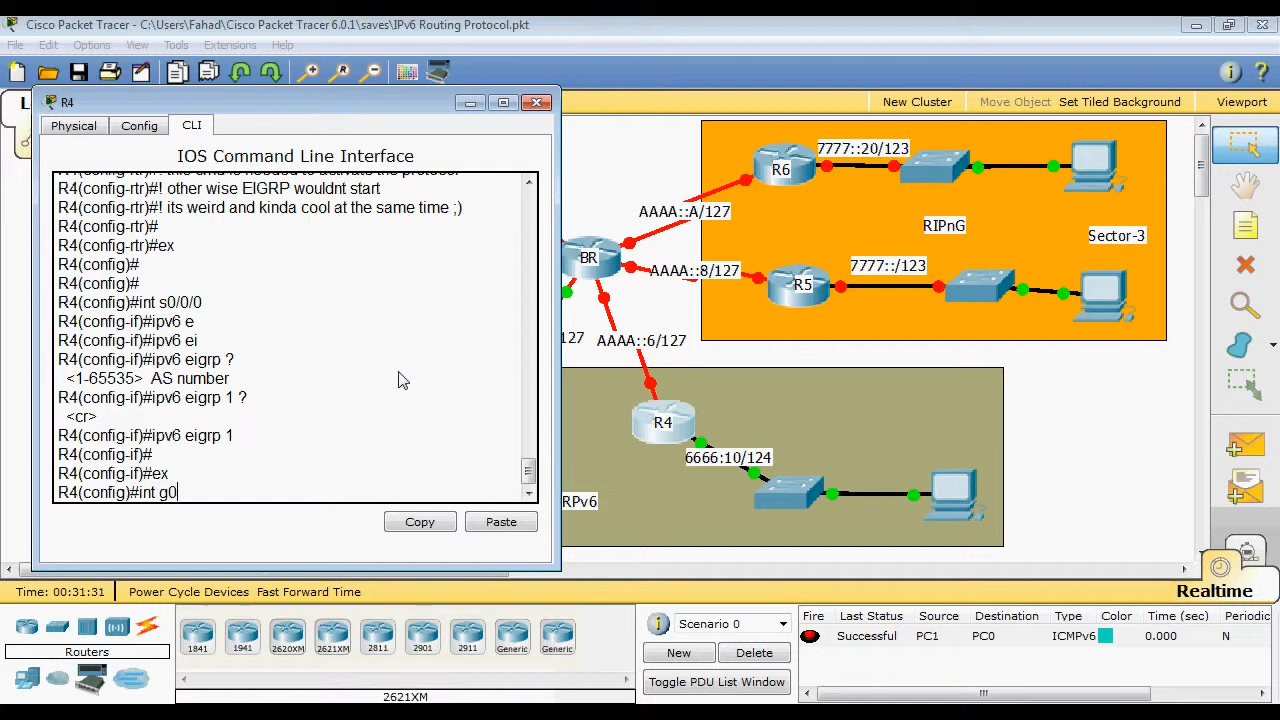 Cisco Packet Tracer - C:\Users\Fahad\Cisco Packet Tracer 6.0.1\saves\IPv6 Routing Protocol.pkt
File Edit Options View Tools Extensions Help
R4
New Cluster Move Object Set Tiled Background Viewport
Physical Config CLI
IOS Command Line Interface
R4(config-rtr)#! other wise EIGRP wouldnt start
R4(config-rtr)#! its weird and kinda cool at the same time ;)
R4(config-rtr)#
R4(config-rtr)#ex
R4(config)#
R4(config)#
R4(config)#int s0/0/0
R4(config-if)#ipv6 e
R4(config-if)#ipv6 ei
R4(config-if)#ipv6 eigrp ?
<1-65535> AS number
R4(config-if)#ipv6 eigrp 1 ?
<cr>
R4(config-if)#ipv6 eigrp 1
R4(config-if)#
R4(config-if)#ex
R4(config)#int g0
Copy Paste
R6
7777::20/123
AAAA::A/127
RIPnG
Sector-3
BR
AAAA::8/127
7777::/123
R5
127
AAAA::6/127
R4
6666:10/124
RPv6
Time: 00:31:31 Power Cycle Devices Fast Forward Time
Realtime
Routers
1841 1941 2620XM 2621XM 2811 2901 2911 Generic Generic
2621XM
Scenario 0
New Delete
Toggle PDU List Window
Fire Last Status Source Destination Type Color Time (sec) Periodic
Successful PC1 PC0 ICMPv6 0.000 N